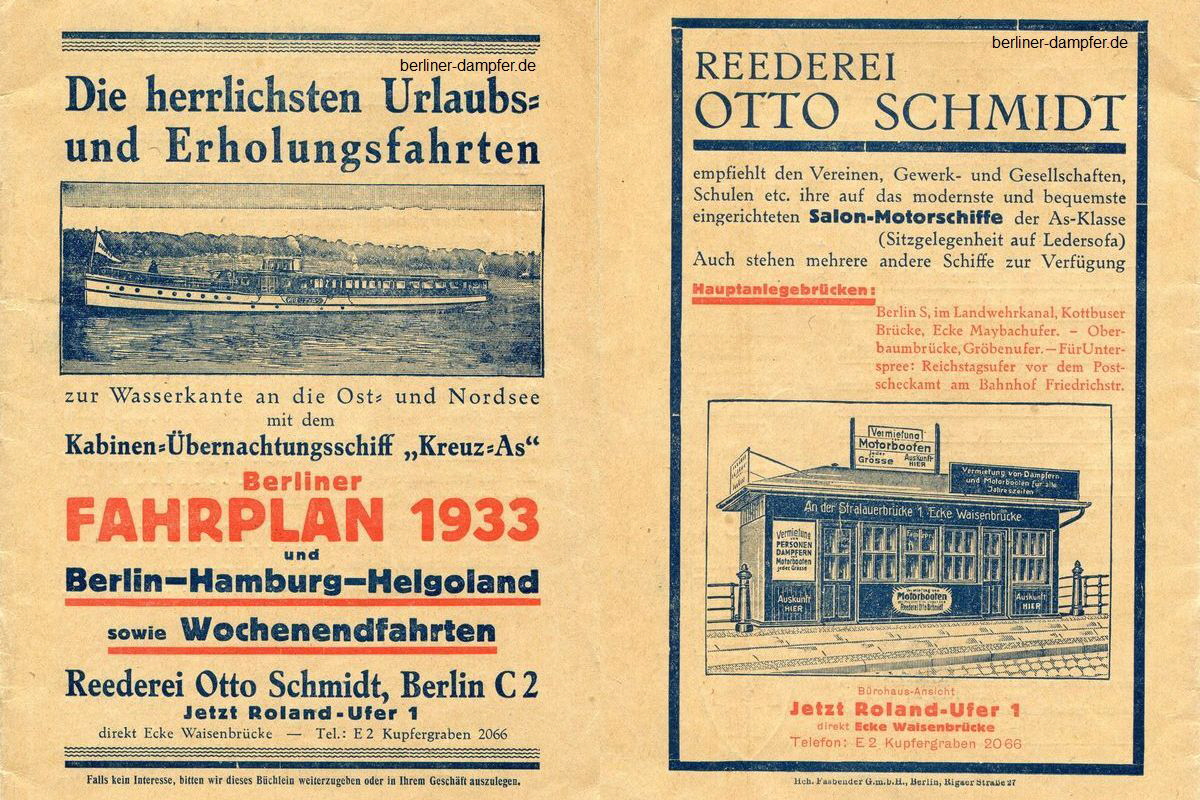 berliner-dampfer.de
Die herrlichsten Urlaubs=
und Erholungsfahrten
zur Wasserkante an die Ost= und Nordsee
mit dem
Kabinen=Übernachtungsschiff „Kreuz=As“
Berliner
FAHRPLAN 1933
und
Berlin—Hamburg—Helgoland
sowie Wochenendfahrten
Reederei Otto Schmidt, Berlin C 2
Jetzt Roland-Ufer 1
direkt Ecke Waisenbrücke — Tel.: E 2 Kupfergraben 2066
Falls kein Interesse, bitten wir dieses Büchlein weiterzugeben oder in Ihrem Geschäft auszulegen.
berliner-dampfer.de
REEDEREI
OTTO SCHMIDT
empfiehlt den Vereinen, Gewerk- und Gesellschaften,
Schulen etc. ihre auf das modernste und bequemste
eingerichteten Salon-Motorschiffe der As-Klasse
(Sitzgelegenheit auf Ledersofa)
Auch stehen mehrere andere Schiffe zur Verfügung
Hauptanlegebrücken:
Berlin S, im Landwehrkanal, Kottbuser
Brücke, Ecke Maybachufer. – Ober-
baumbrücke, Gröbenufer. — Für Unter-
spree: Reichstagsufer vor dem Post-
scheckamt am Bahnhof Friedrichstr.
Vermietung
Motorbooten
jeder
Grösse
Auskunft
HIER
Vermietung von Dampfern
und Motorbooten für alle
Jahreszeiten
An der Stralauerbrücke 1 Ecke Waisenbrücke
Vermietung
von
PERSONEN
DAMPFERN
Motorbooten
jeder Grösse
Auskunft
HIER
Motorbooten
Reederei Otto Schmidt
Auskunft
HIER
Bürohaus-Ansicht
Jetzt Roland-Ufer 1
direkt Ecke Waisenbrücke
Telefon: E 2 Kupfergraben 2066
Hch. Fasbender G.m.b.H., Berlin, Rigaer Straße 27